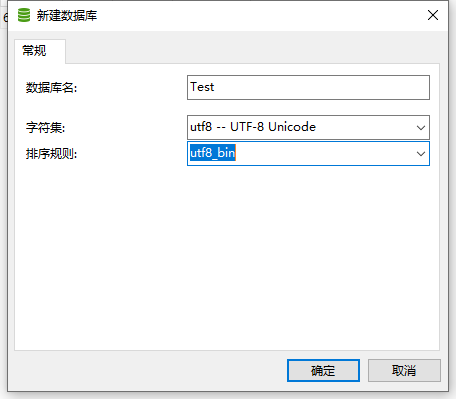 新建数据库
常规
数据库名:
Test
字符集:
utf8 -- UTF-8 Unicode
排序规则:
utf8_bin
确定
取消